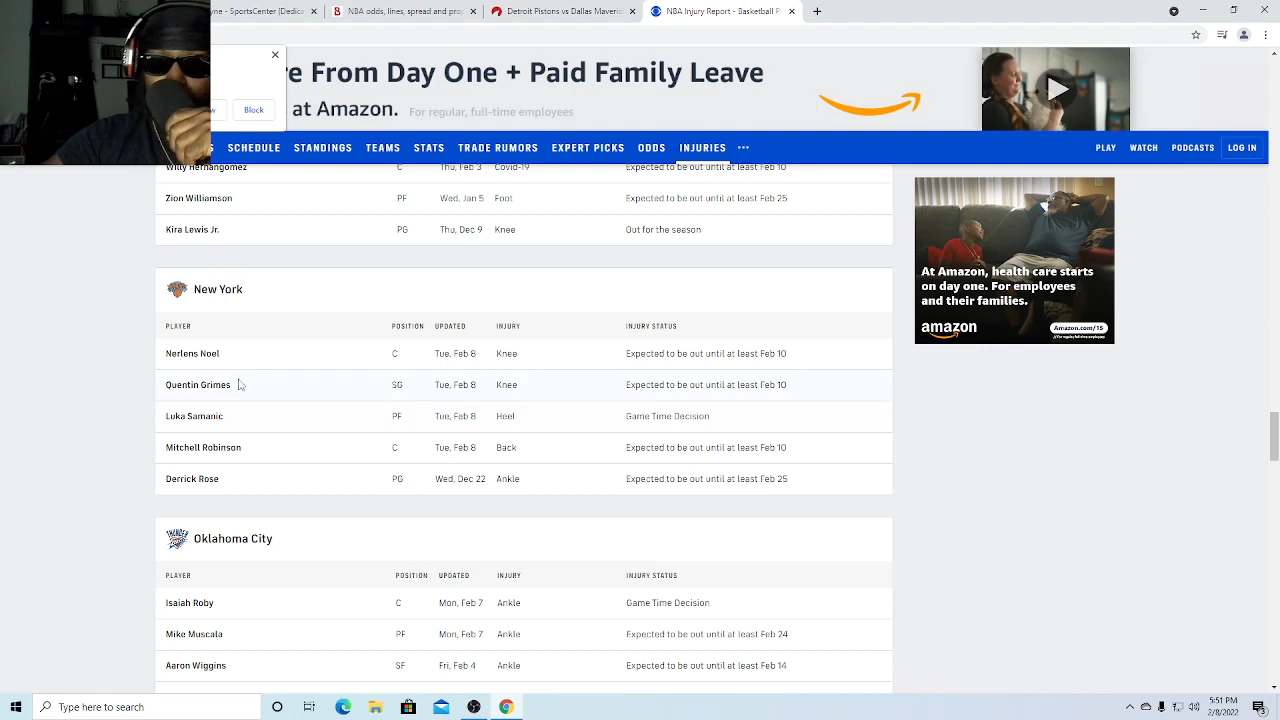 yne - SportsCenter [Dedica
NBA odds, lines, spread and pro
Detroit Pistons vs Dallas Maveric
NBA Injury Report - Basketball P
re From Day One + Paid Family Leave
at Amazon. For regular, full-time employees
w Block
S SCHEDULE STANDINGS TEAMS STATS TRADE RUMORS EXPERT PICKS ODDS INJURIES ••• PLAY WATCH PODCASTS LOG IN
Willy Hernangomez C Thu, Feb 3 Covid-19 Expected to be out until at least Feb 10
Zion Williamson PF Wed, Jan 5 Foot Expected to be out until at least Feb 25
Kira Lewis Jr. PG Thu, Dec 9 Knee Out for the season
New York
PLAYER POSITION UPDATED INJURY INJURY STATUS
Nerlens Noel C Tue, Feb 8 Knee Expected to be out until at least Feb 10
Quentin Grimes SG Tue, Feb 8 Knee Expected to be out until at least Feb 10
Luka Samanic PF Tue, Feb 8 Heel Game Time Decision
Mitchell Robinson C Tue, Feb 8 Back Expected to be out until at least Feb 10
Derrick Rose PG Wed, Dec 22 Ankle Expected to be out until at least Feb 25
Oklahoma City
PLAYER POSITION UPDATED INJURY INJURY STATUS
Isaiah Roby C Mon, Feb 7 Ankle Game Time Decision
Mike Muscala PF Mon, Feb 7 Ankle Expected to be out until at least Feb 24
Aaron Wiggins SF Fri, Feb 4 Ankle Expected to be out until at least Feb 14
At Amazon, health care starts
on day one. For employees
and their families.
amazon
Amazon.com/15
Type here to search
5:51 PM
2/8/2022